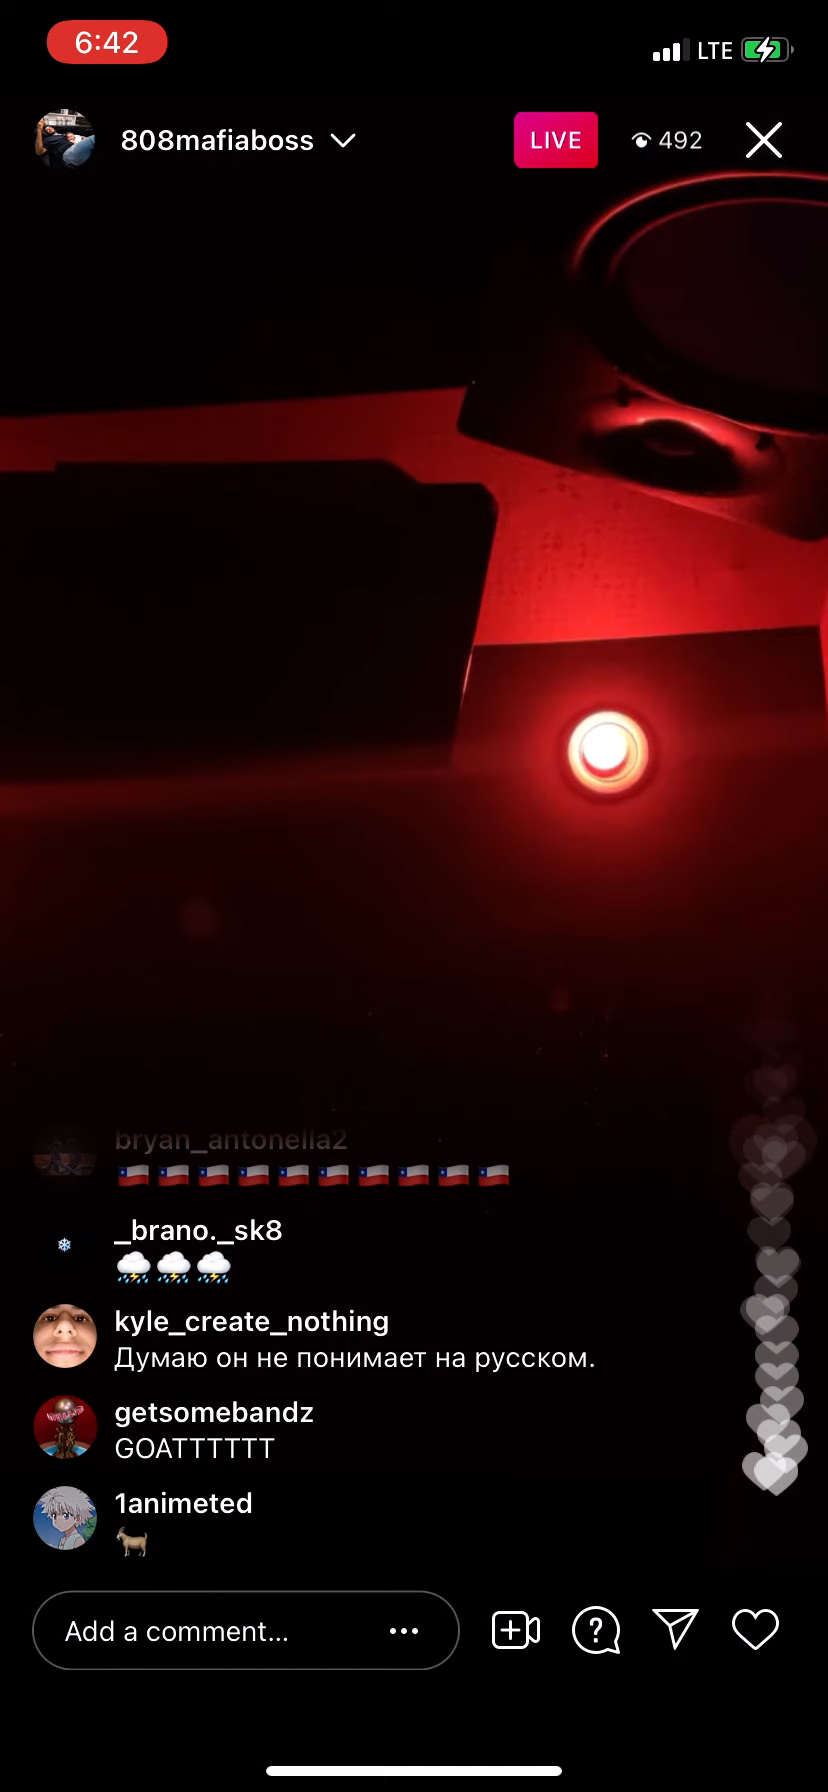 6:42
LTE
808mafiaboss
LIVE
492
bryan_antonella2
🇨🇱🇨🇱🇨🇱🇨🇱🇨🇱🇨🇱🇨🇱🇨🇱🇨🇱🇨🇱
_brano._sk8
⛈️⛈️⛈️
kyle_create_nothing
Думаю он не понимает на русском.
getsomebandz
GOATTTTTT
1animeted
🐐
Add a comment...